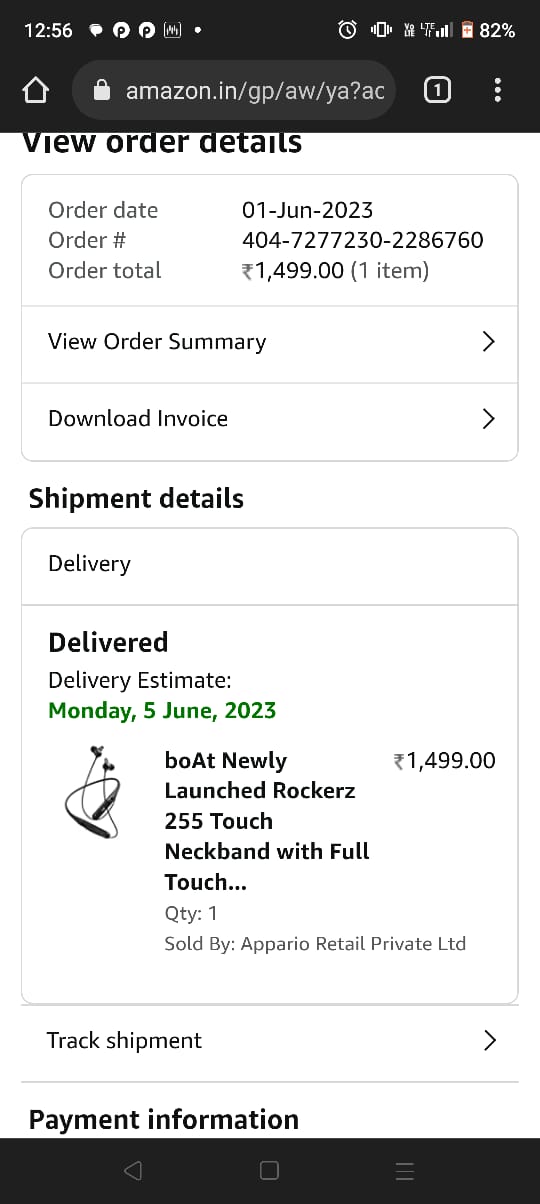 12:56
VO LTE LTE 82%
amazon.in/gp/aw/ya?ac
1
View order details
Order date 01-Jun-2023
Order # 404-7277230-2286760
Order total ₹1,499.00 (1 item)
View Order Summary
Download Invoice
Shipment details
Delivery
Delivered
Delivery Estimate:
Monday, 5 June, 2023
boAt Newly ₹1,499.00
Launched Rockerz
255 Touch
Neckband with Full
Touch...
Qty: 1
Sold By: Appario Retail Private Ltd
Track shipment
Payment information